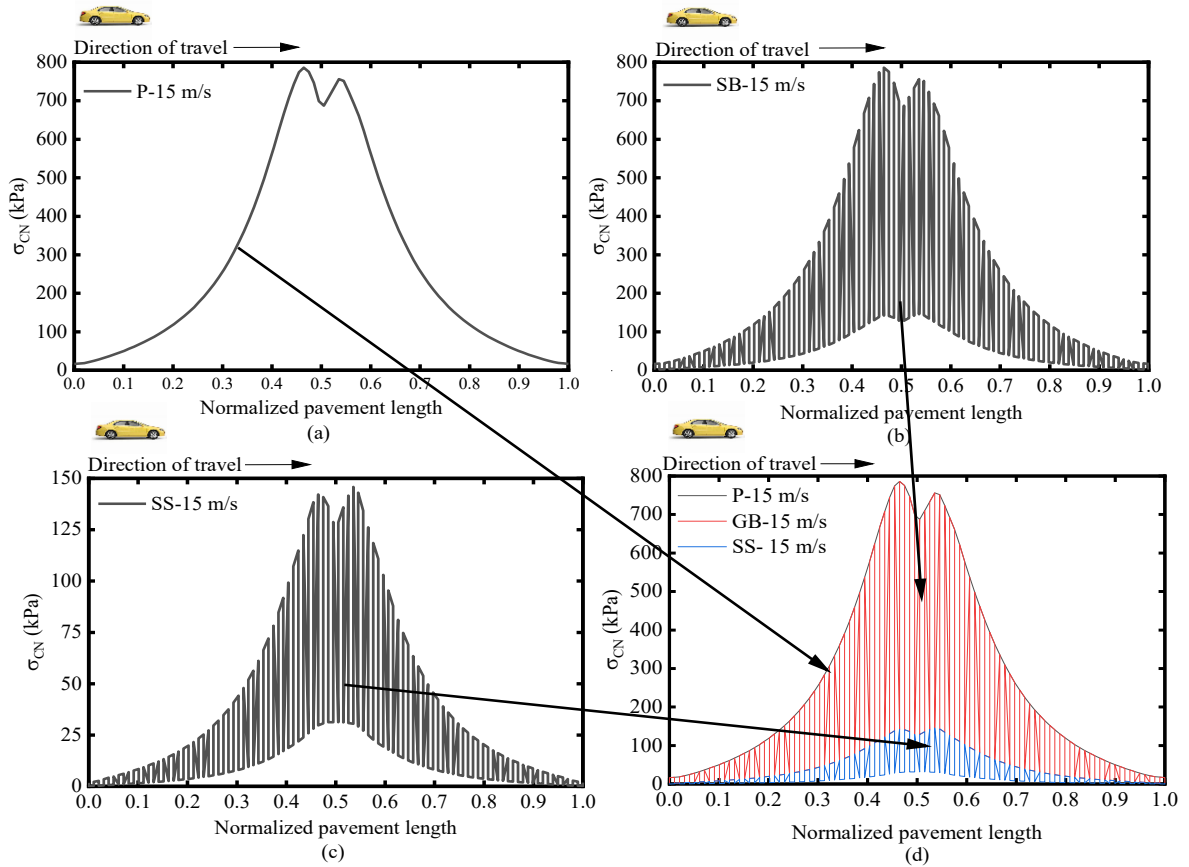 Direction of travel
P-15 m/s
800
700
600
500
400
300
200
100
0
σCN (kPa)
0.0 0.1 0.2 0.3 0.4 0.5 0.6 0.7 0.8 0.9 1.0
Normalized pavement length
(a)
Direction of travel
SB-15 m/s
800
700
600
500
400
300
200
100
0
σCN (kPa)
0.0 0.1 0.2 0.3 0.4 0.5 0.6 0.7 0.8 0.9 1.0
Normalized pavement length
(b)
Direction of travel
SS-15 m/s
150
125
100
75
50
25
0
σCN (kPa)
0.0 0.1 0.2 0.3 0.4 0.5 0.6 0.7 0.8 0.9 1.0
Normalized pavement length
(c)
Direction of travel
P-15 m/s
GB-15 m/s
SS- 15 m/s
800
700
600
500
400
300
200
100
0
σCN (kPa)
0.0 0.1 0.2 0.3 0.4 0.5 0.6 0.7 0.8 0.9 1.0
Normalized pavement length
(d)